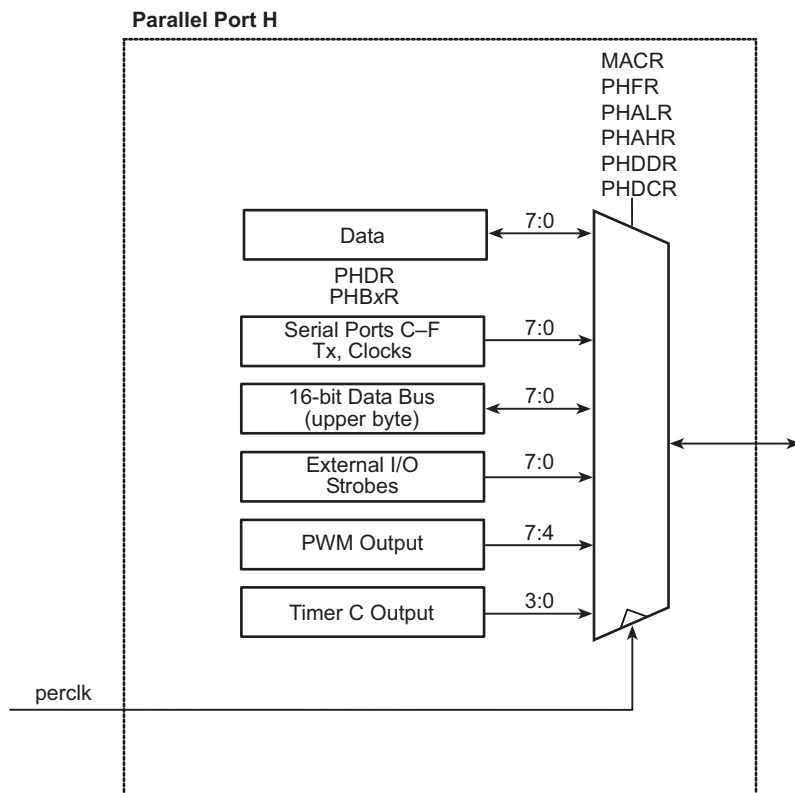 Parallel Port H
MACR
PHFR
PHALR
PHAHR
PHDDR
PHDCR
Data
7:0
PHDR
PHBxR
Serial Ports C–F
Tx, Clocks
7:0
16-bit Data Bus
(upper byte)
7:0
External I/O
Strobes
7:0
PWM Output
7:4
Timer C Output
3:0
perclk